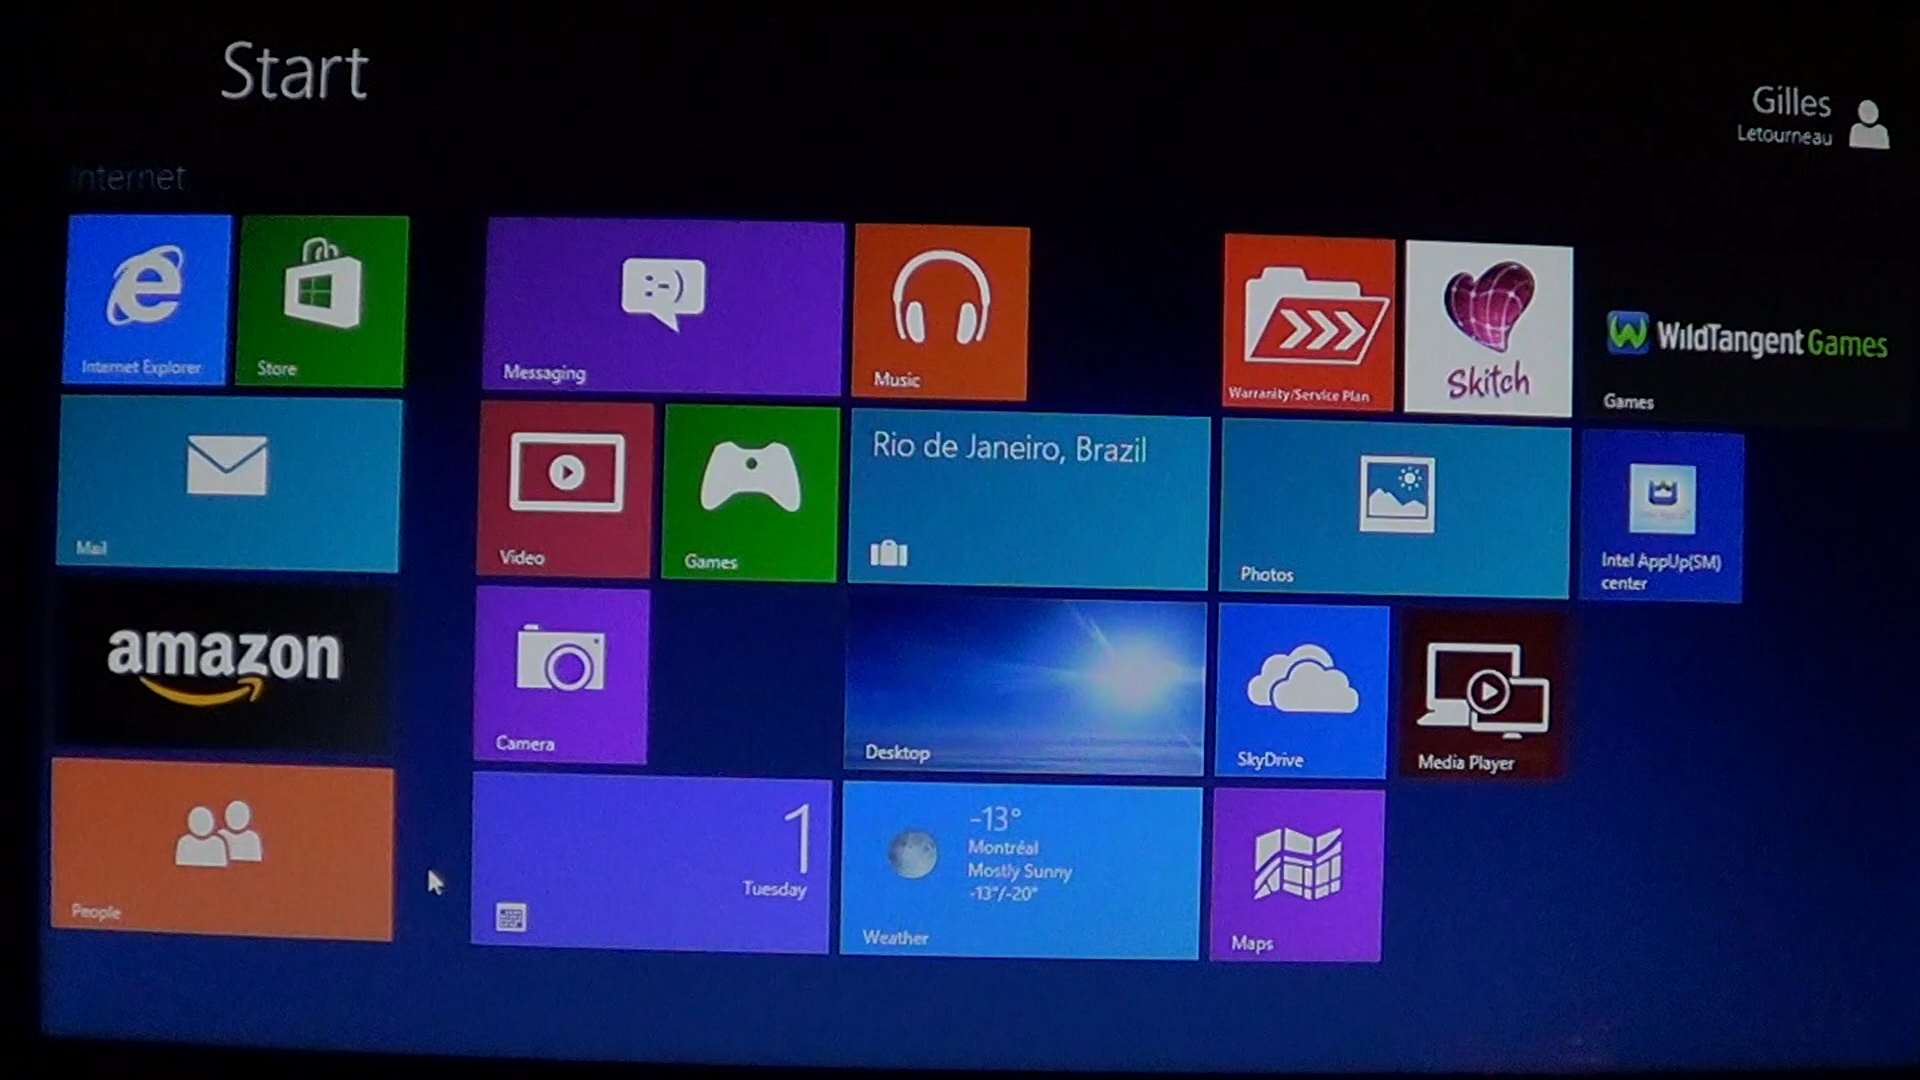 Start
Gilles
Letourneau
Internet
Internet Explorer
Store
Messaging
Music
Warranity/Service Plan
Skitch
WildTangent Games
Games
Mail
Video
Games
Rio de Janeiro, Brazil
Photos
Intel AppUp(SM)
center
amazon
Camera
Desktop
SkyDrive
Media Player
People
1
Tuesday
-13°
Montréal
Mostly Sunny
-13°/-20°
Weather
Maps